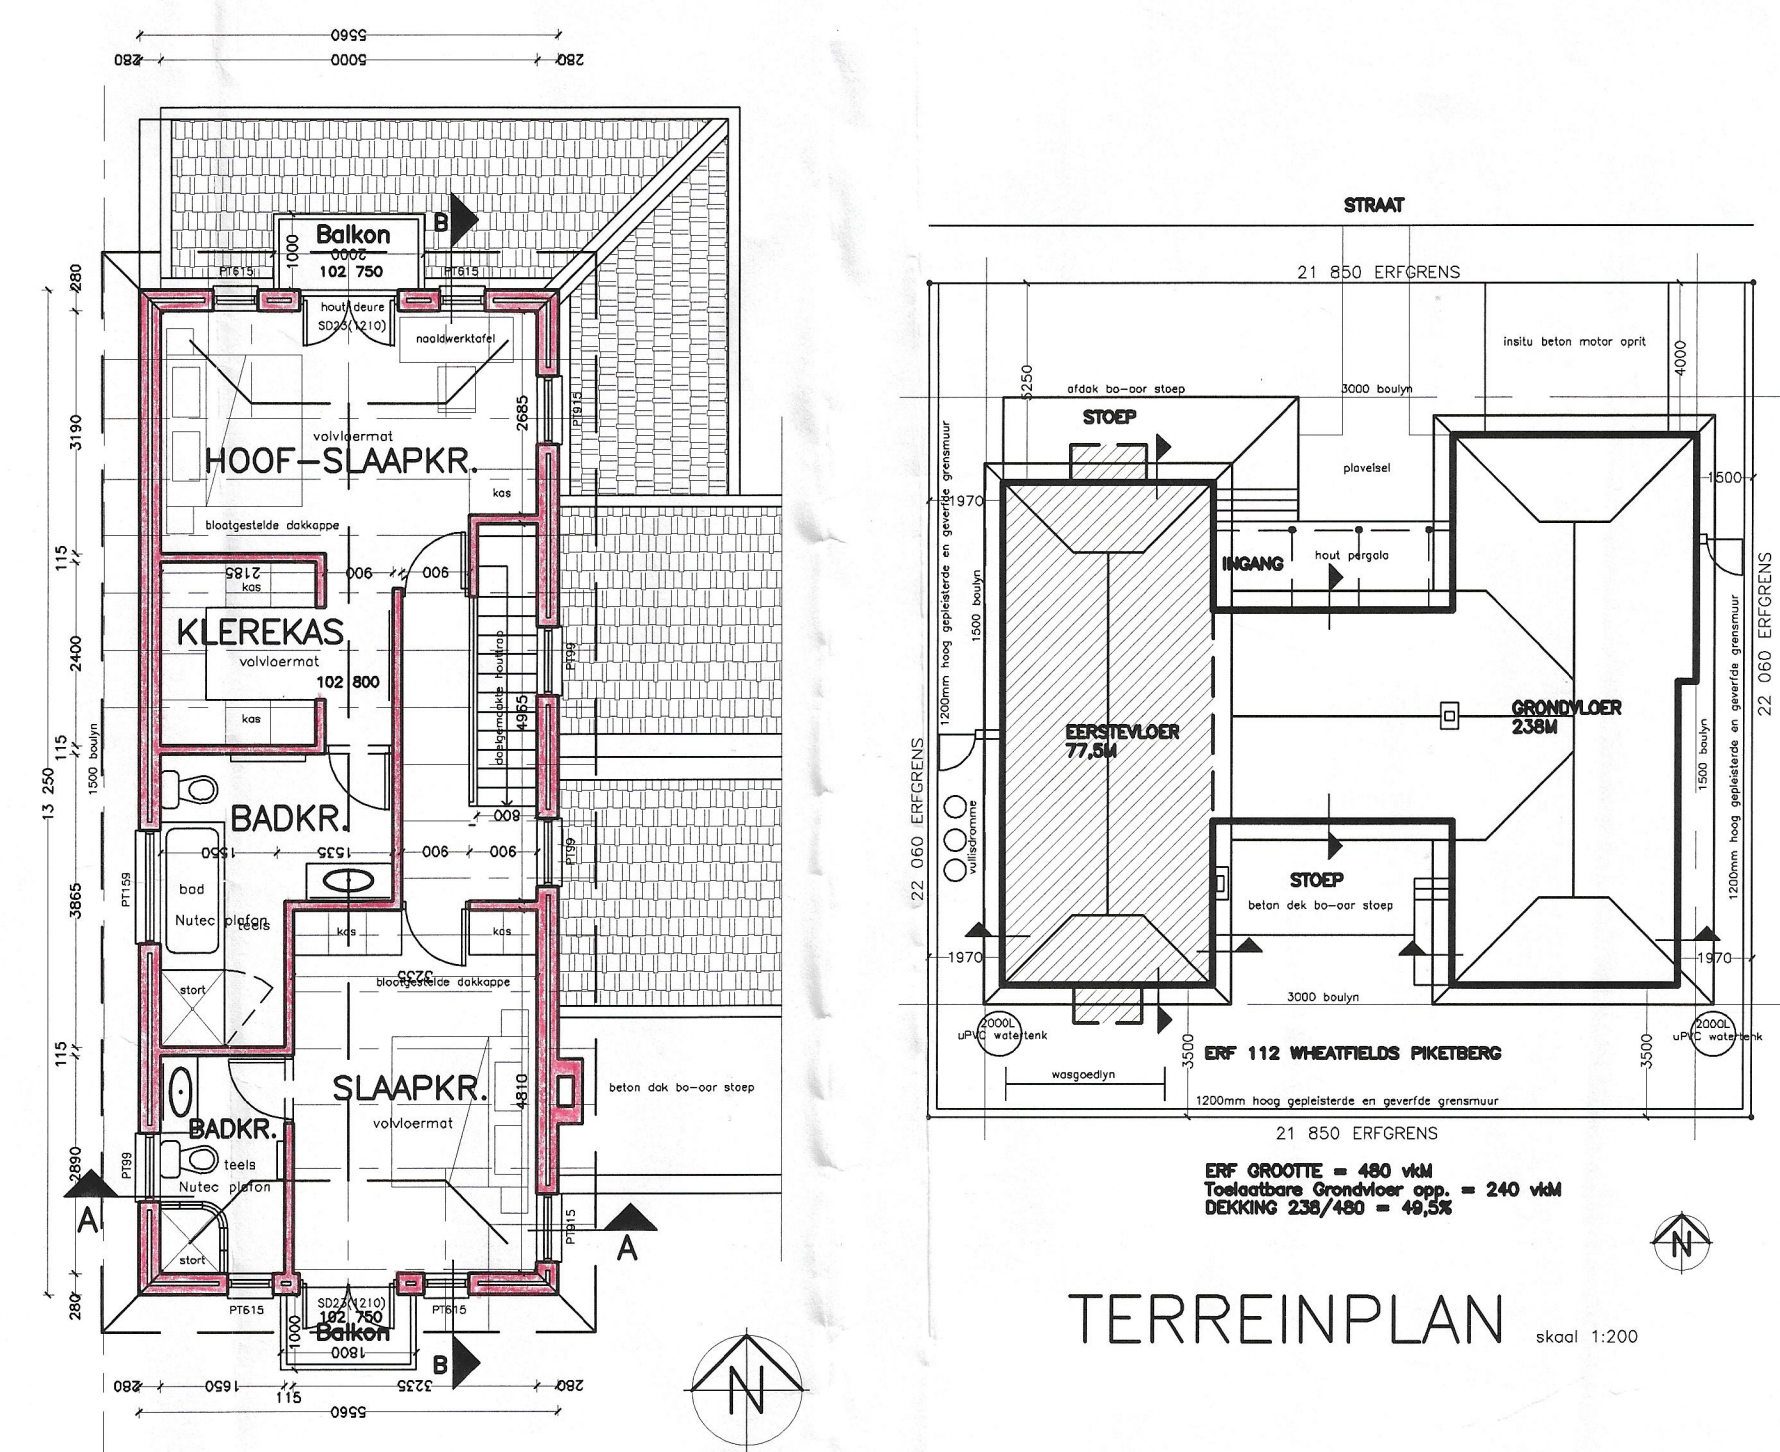 5560
280 5000 280
B
Balkon
1000
2000
102 750
PT615
PT615
280
hout deure
SD23(1210)
naaldwerktafel
3190
2685
PT915
volvloermat
HOOF-SLAAPKR.
kas
blootgestelde dakkappe
115
2185
900
900
kas
KLEREKAS
2400
volvloermat
102 800
PT99
doelgemaakte houttrap
4965
kas
115
1500 boulyn
13 250
800
BADKR.
1550
1535
900
900
PT99
PT159
3865
bad
Nutec plafon
teels
kas
kas
3235
blootgestelde dakkappe
stort
115
SLAAPKR.
4810
beton dak bo-oor stoep
BADKR.
volvloermat
PT99
2890
teels
Nutec plafon
A
A
PT915
stort
280
PT615
SD23(1210)
PT615
102 750
Balkon
1000
1800
B
280 1650 3235 280
115
5560
N
STRAAT
21 850 ERFGRENS
insitu beton motor oprit
4000
5250
afdak bo-oor stoep
3000 boulyn
STOEP
plaveisel
1970
1500
INGANG
hout pergola
1200mm hoog gepleisterde en geverfde grensmuur
1500 boulyn
22 060 ERFGRENS
EERSTEVLOER
77,5M
GRONDVLOER
238M
1500 boulyn
1200mm hoog gepleisterde en geverfde grensmuur
22 060 ERFGRENS
vullisdromme
STOEP
beton dek bo-oor stoep
1970
1970
3000 boulyn
2000L
uPVC watertenk
2000L
uPVC watertenk
3500
3500
ERF 112 WHEATFIELDS PIKETBERG
wasgoedlyn
1200mm hoog gepleisterde en geverfde grensmuur
21 850 ERFGRENS
ERF GROOTTE = 480 vkM
Toelaatbare Grondvloer opp. = 240 vkM
DEKKING 238/480 = 49,5%
N
TERREINPLAN skaal 1:200